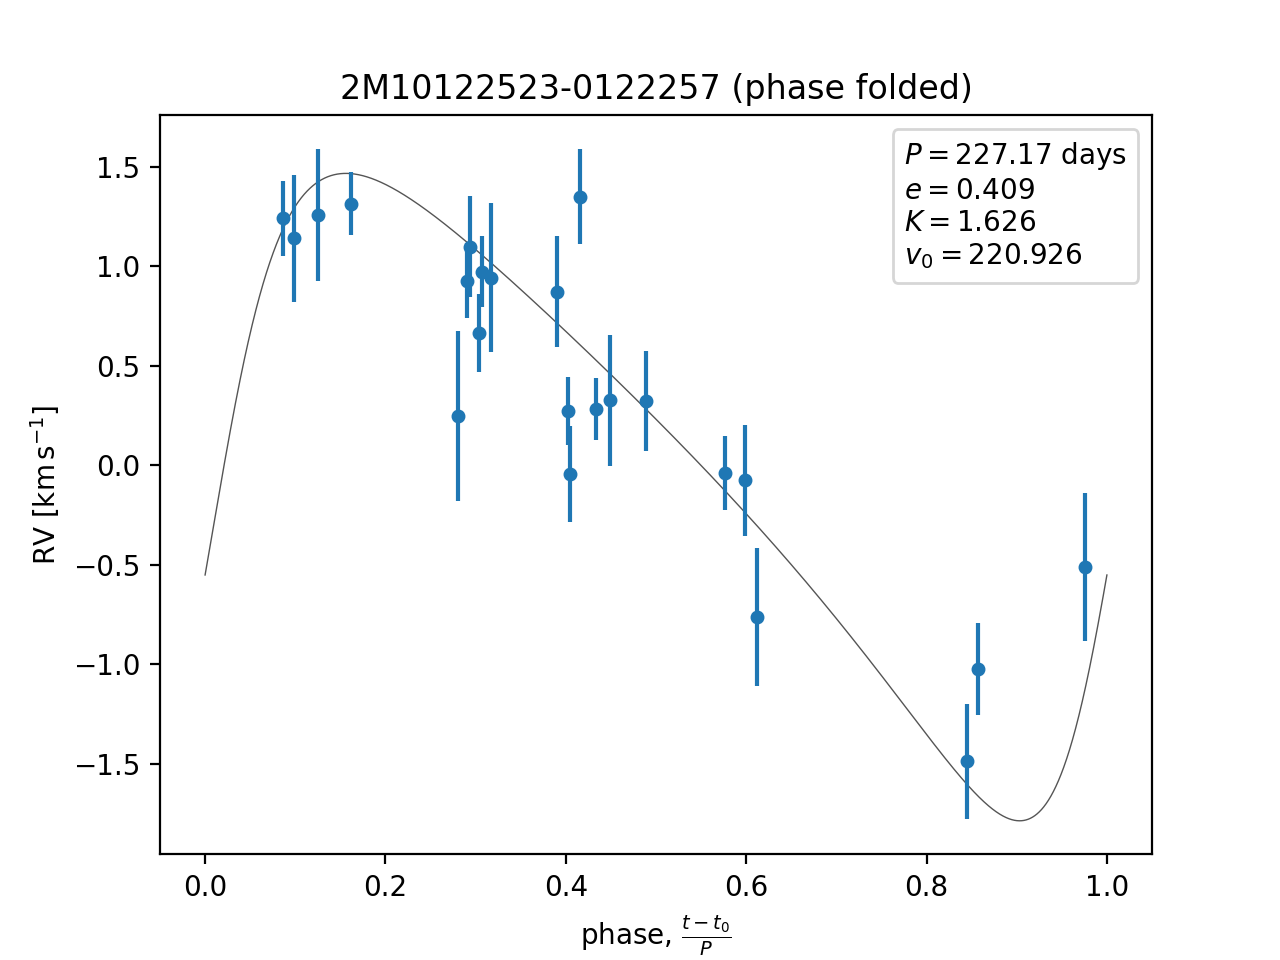 2M10122523-0122257 (phase folded)
P = 227.17 days
e = 0.409
K = 1.626
v₀ = 220.926
RV [km s⁻¹]
1.5
1.0
0.5
0.0
−0.5
−1.0
−1.5
0.0 0.2 0.4 0.6 0.8 1.0
phase, (t − t₀)/P